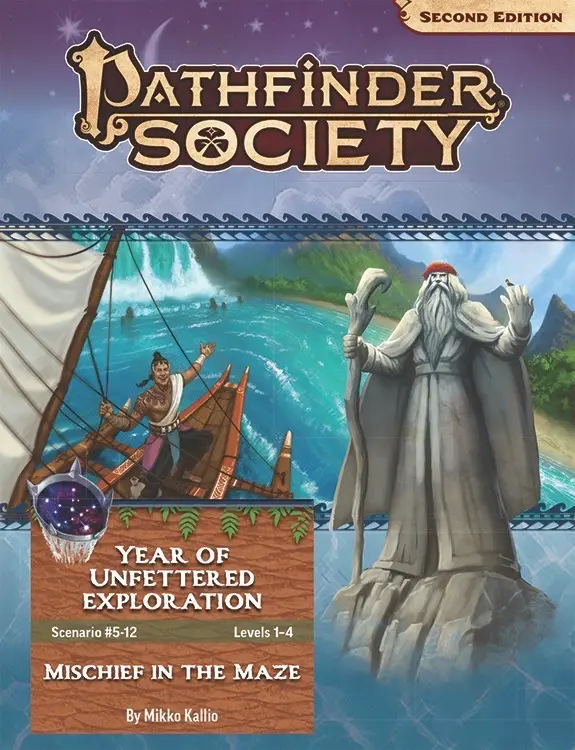 SECOND EDITION
PATHFINDER
SOCIETY
YEAR OF
UNFETTERED
EXPLORATION
Scenario #5-12 Levels 1–4
MISCHIEF IN THE MAZE
By Mikko Kallio